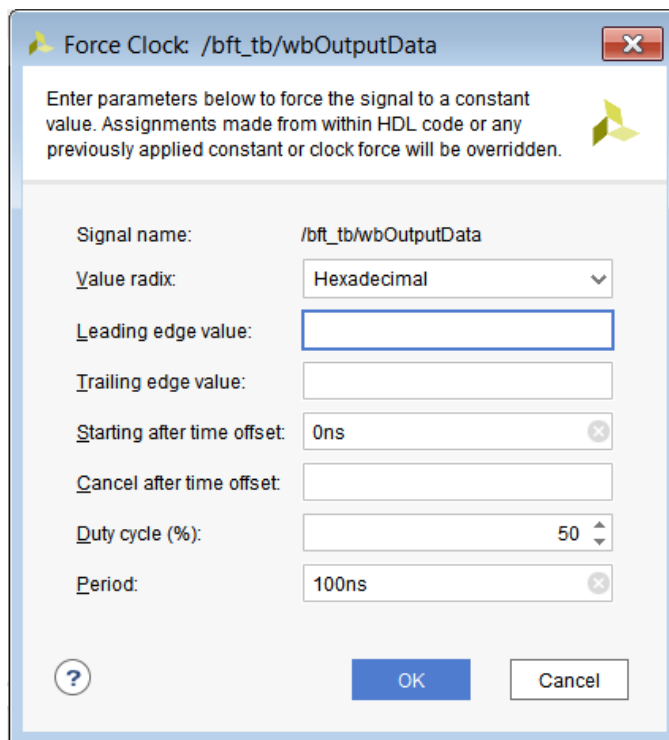 Force Clock: /bft_tb/wbOutputData
Enter parameters below to force the signal to a constant
value. Assignments made from within HDL code or any
previously applied constant or clock force will be overridden.
Signal name: /bft_tb/wbOutputData
Value radix: Hexadecimal
Leading edge value:
Trailing edge value:
Starting after time offset: 0ns
Cancel after time offset:
Duty cycle (%): 50
Period: 100ns
? OK Cancel